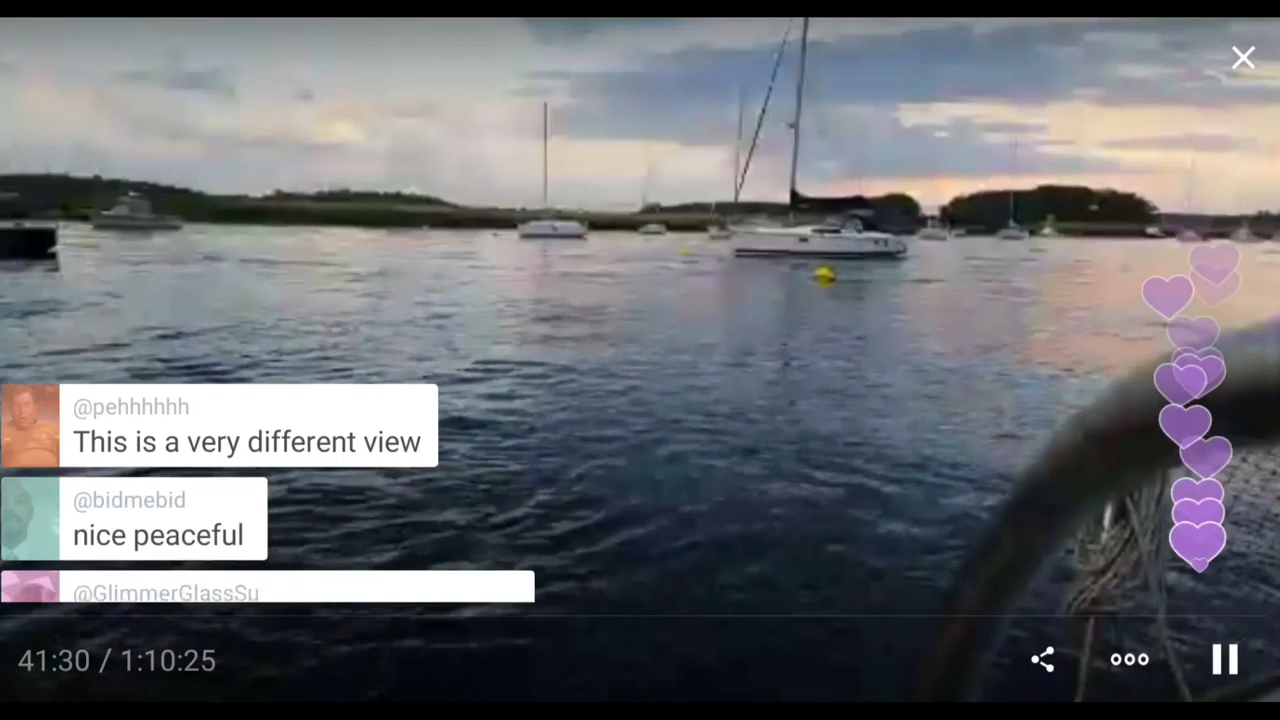 @pehhhhhh
This is a very different view
@bidmebid
nice peaceful
@GlimmerGlassSu
41:30 / 1:10:25